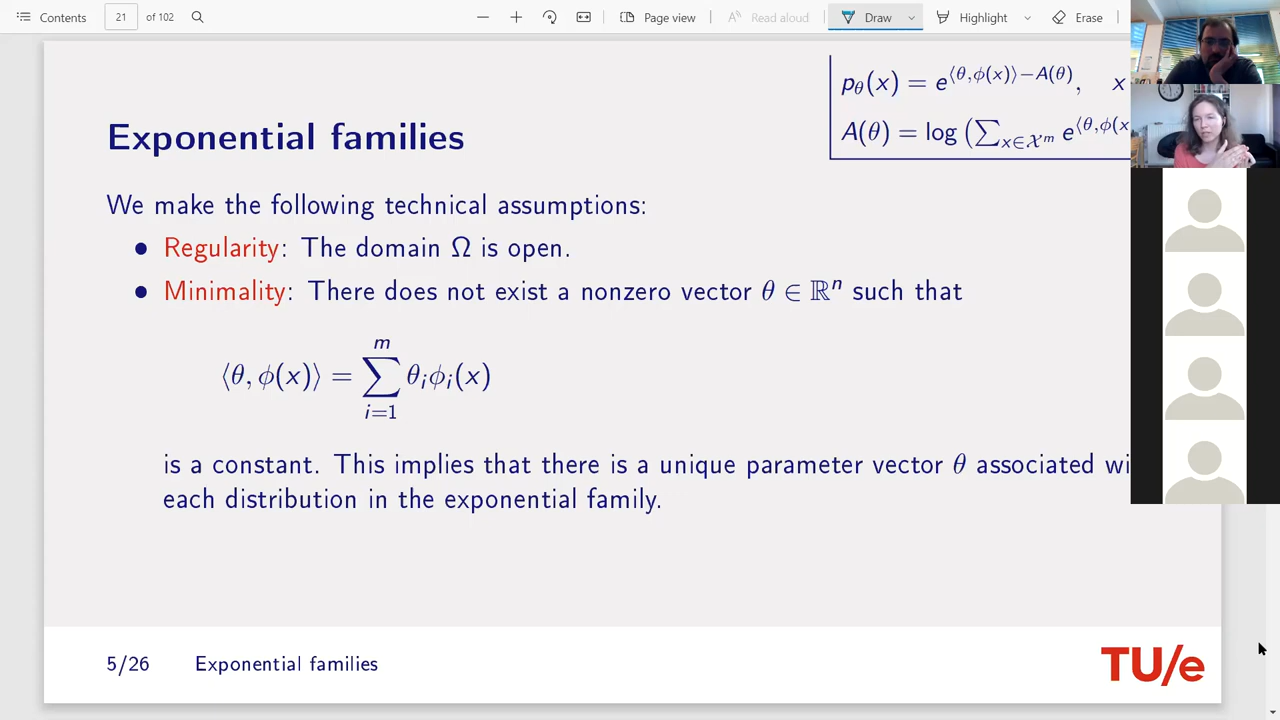 Contents
21 of 102
Page view
Read aloud
Draw
Highlight
Erase
p_θ(x) = e^{⟨θ,ϕ(x)⟩−A(θ)}, x
A(θ) = log (∑_{x∈𝒳^m} e^{⟨θ,ϕ(x
Exponential families
We make the following technical assumptions:
• Regularity: The domain Ω is open.
• Minimality: There does not exist a nonzero vector θ ∈ ℝⁿ such that
⟨θ, ϕ(x)⟩ = ∑_{i=1}^{m} θ_i ϕ_i(x)
is a constant. This implies that there is a unique parameter vector θ associated wi
each distribution in the exponential family.
5/26 Exponential families
TU/e